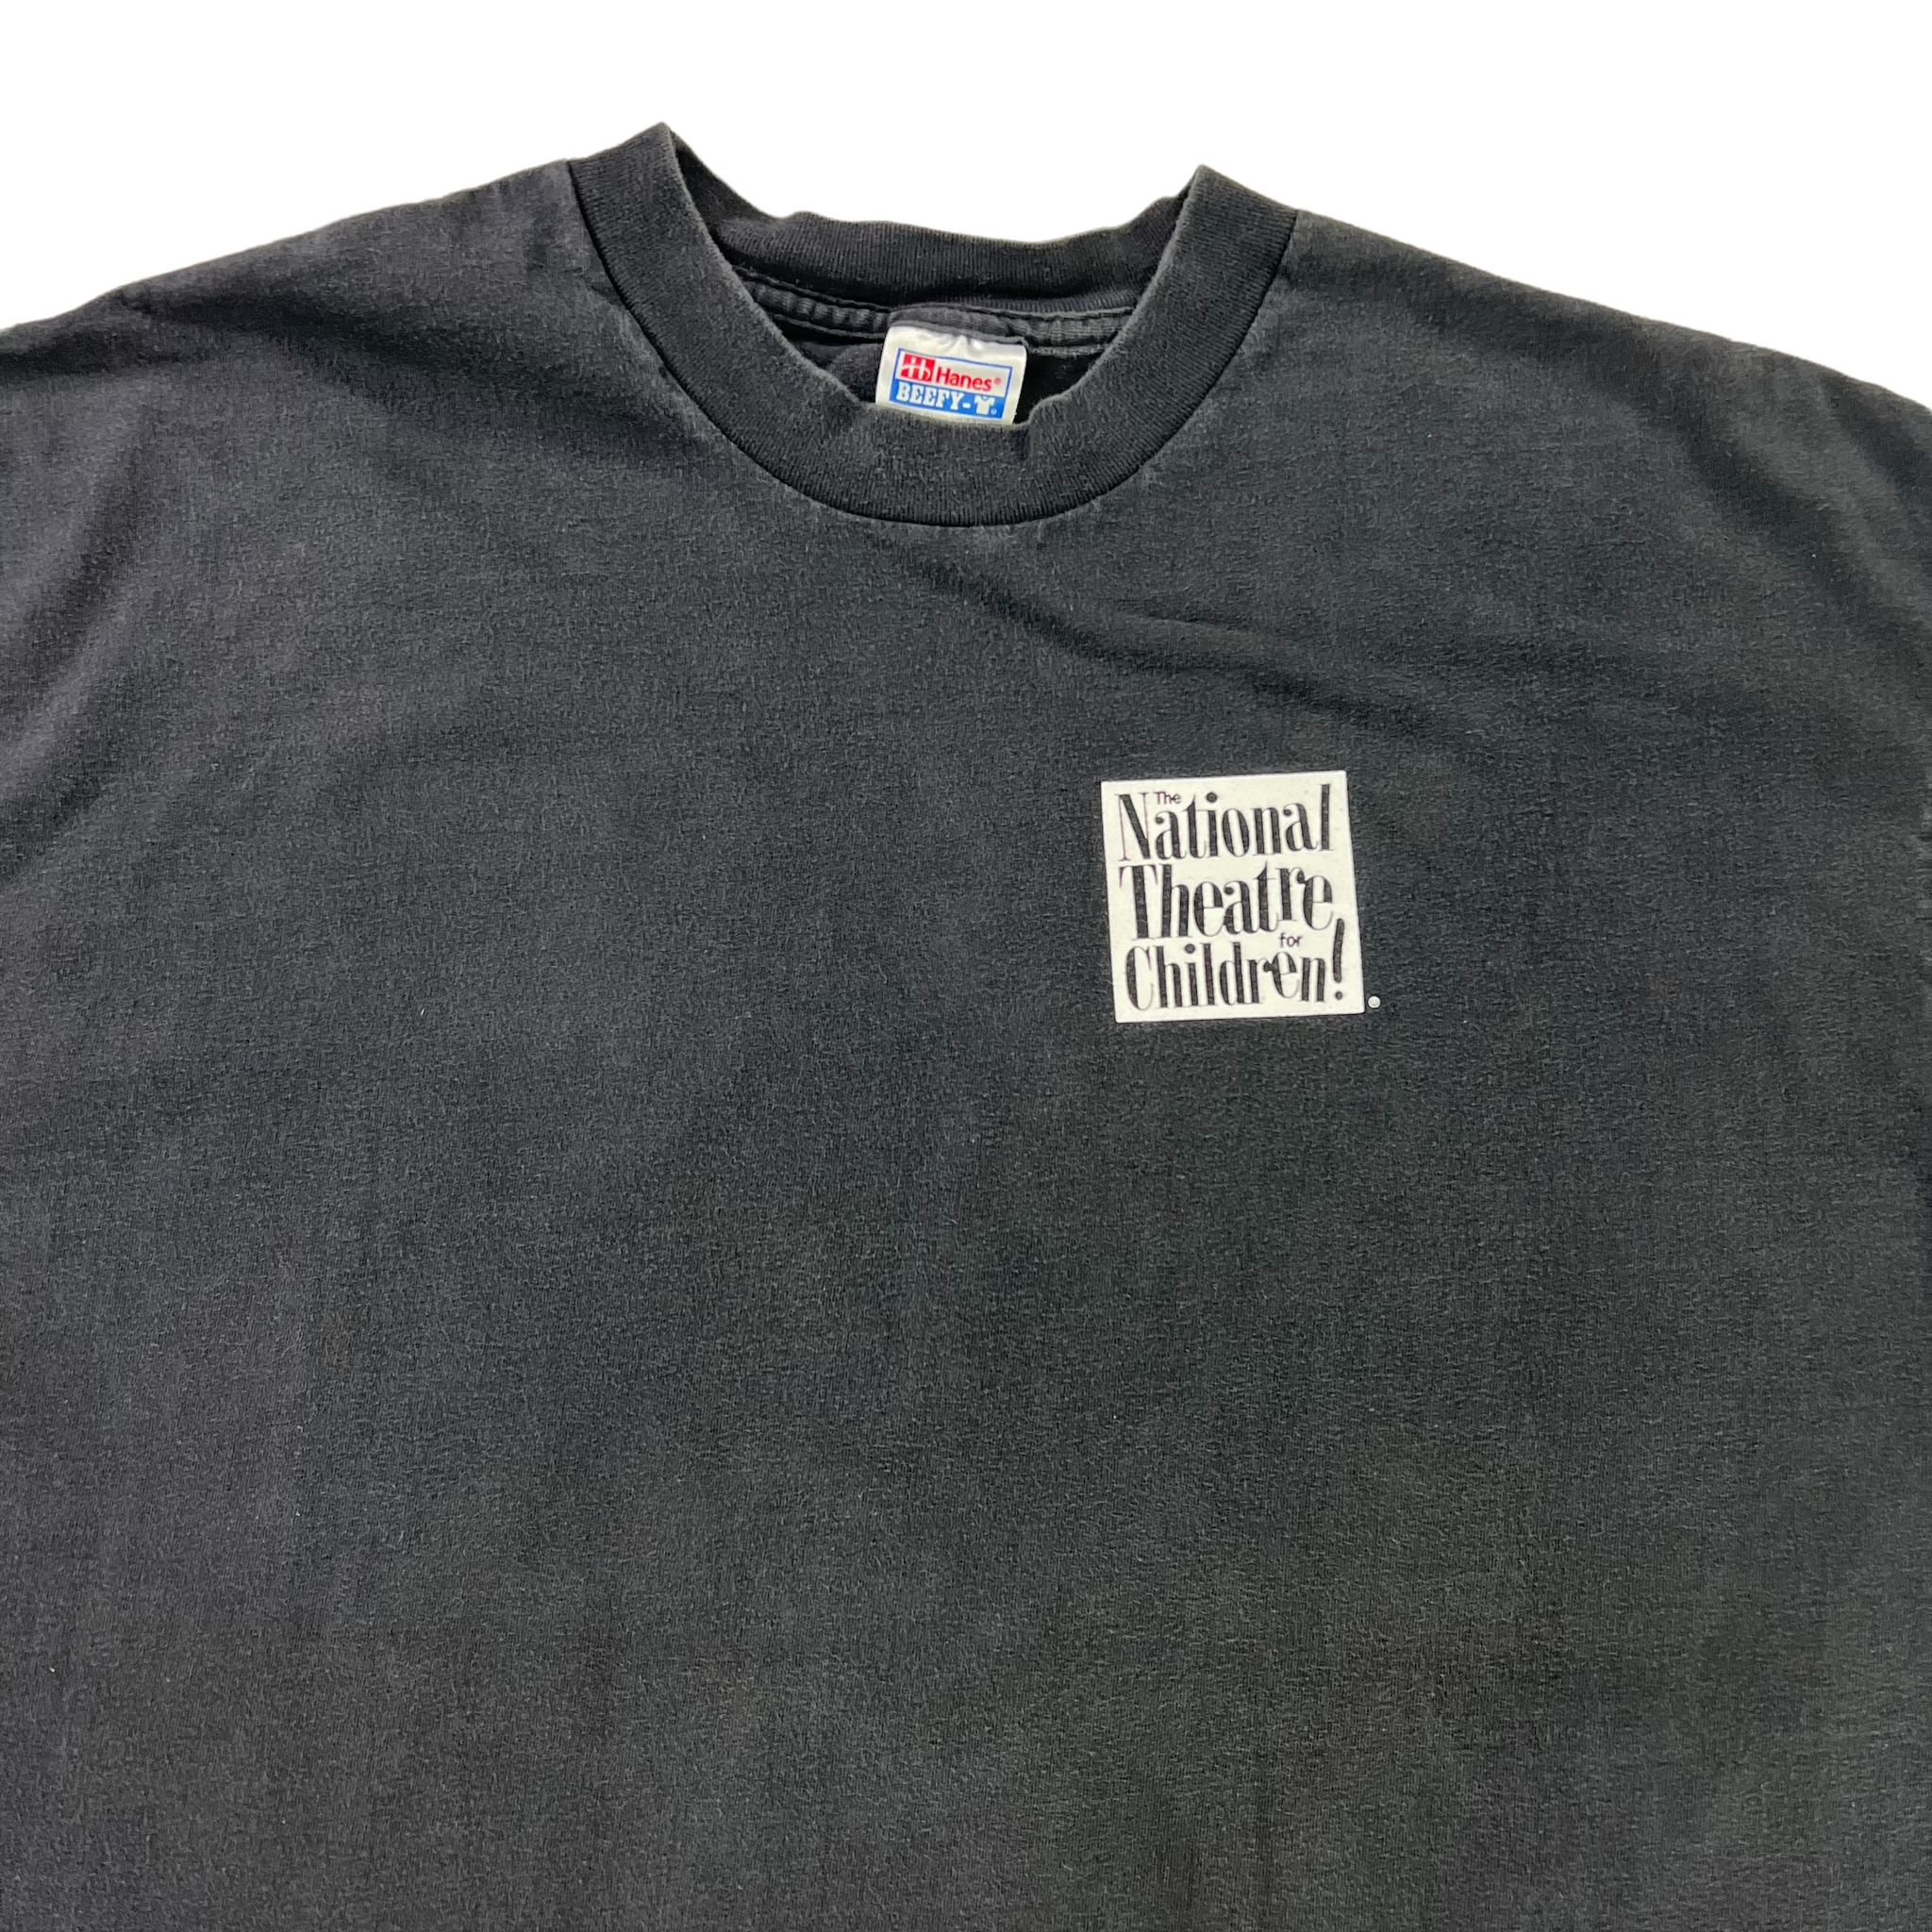 Hanes®
BEEFY-T®
The
National
Theatre
for
Children!